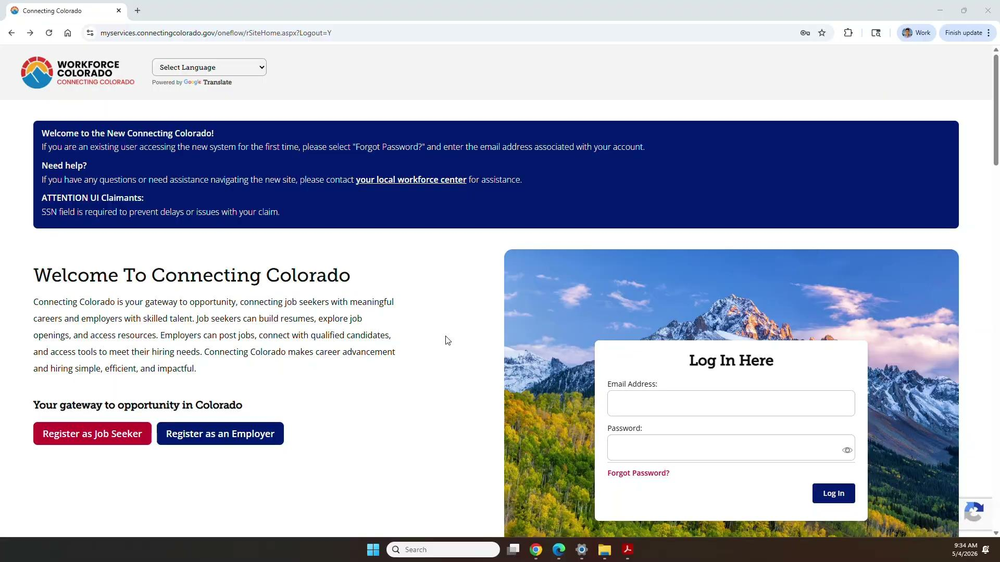 Connecting Colorado
myservices.connectingcolorado.gov/oneflow/rSiteHome.aspx?Logout=Y
Work
Finish update
WORKFORCE
COLORADO
CONNECTING COLORADO
Select Language
Powered by Google Translate
Welcome to the New Connecting Colorado!
If you are an existing user accessing the new system for the first time, please select "Forgot Password?" and enter the email address associated with your account.
Need help?
If you have any questions or need assistance navigating the new site, please contact your local workforce center for assistance.
ATTENTION UI Claimants:
SSN field is required to prevent delays or issues with your claim.
Welcome To Connecting Colorado
Connecting Colorado is your gateway to opportunity, connecting job seekers with meaningful
careers and employers with skilled talent. Job seekers can build resumes, explore job
openings, and access resources. Employers can post jobs, connect with qualified candidates,
and access tools to meet their hiring needs. Connecting Colorado makes career advancement
and hiring simple, efficient, and impactful.
Your gateway to opportunity in Colorado
Register as Job Seeker
Register as an Employer
Log In Here
Email Address:
Password:
Forgot Password?
Log In
Search
9:34 AM
5/4/2026